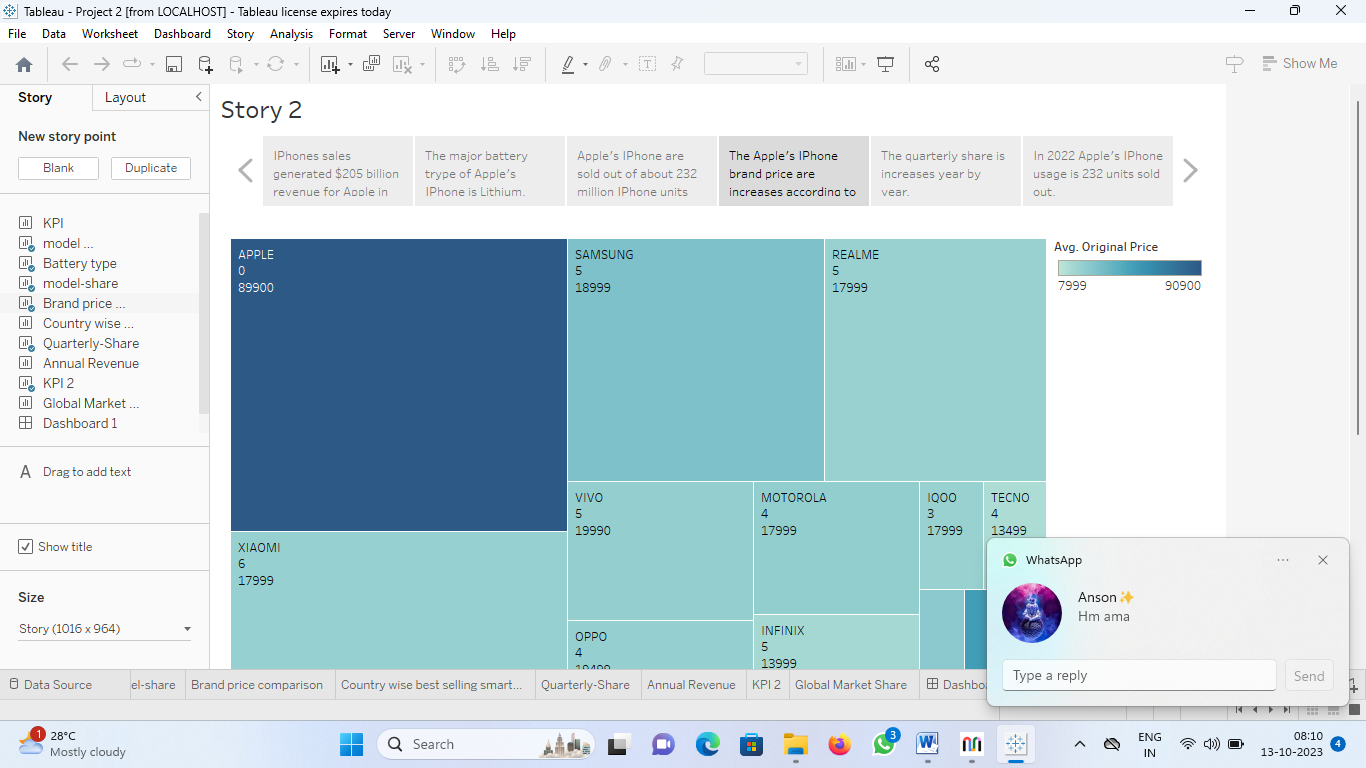 Tableau - Project 2 [from LOCALHOST] - Tableau license expires today
File Data Worksheet Dashboard Story Analysis Format Server Window Help
Show Me
Story Layout
New story point
Blank Duplicate
KPI
model ...
Battery type
model-share
Brand price ...
Country wise ...
Quarterly-Share
Annual Revenue
KPI 2
Global Market ...
Dashboard 1
A Drag to add text
Show title
Size
Story (1016 x 964)
Story 2
IPhones sales
generated $205 billion
revenue for Apple in
The major battery
trype of Apple's
IPhone is Lithium.
Apple's IPhone are
sold out of about 232
million IPhone units
The Apple's IPhone
brand price are
increases according to
The quarterly share is
increases year by
year.
In 2022 Apple's IPhone
usage is 232 units sold
out.
APPLE
0
89900
SAMSUNG
5
18999
REALME
5
17999
XIAOMI
6
17999
VIVO
5
19990
MOTOROLA
4
17999
IQOO
3
17999
TECNO
4
13499
OPPO
4
INFINIX
5
13999
Avg. Original Price
7999 90900
WhatsApp
Anson✨
Hm ama
Type a reply
Send
Data Source el-share Brand price comparison Country wise best selling smart... Quarterly-Share Annual Revenue KPI 2 Global Market Share Dashbo
1
28°C
Mostly cloudy
Search
3
ENG
IN
08:10
13-10-2023
4